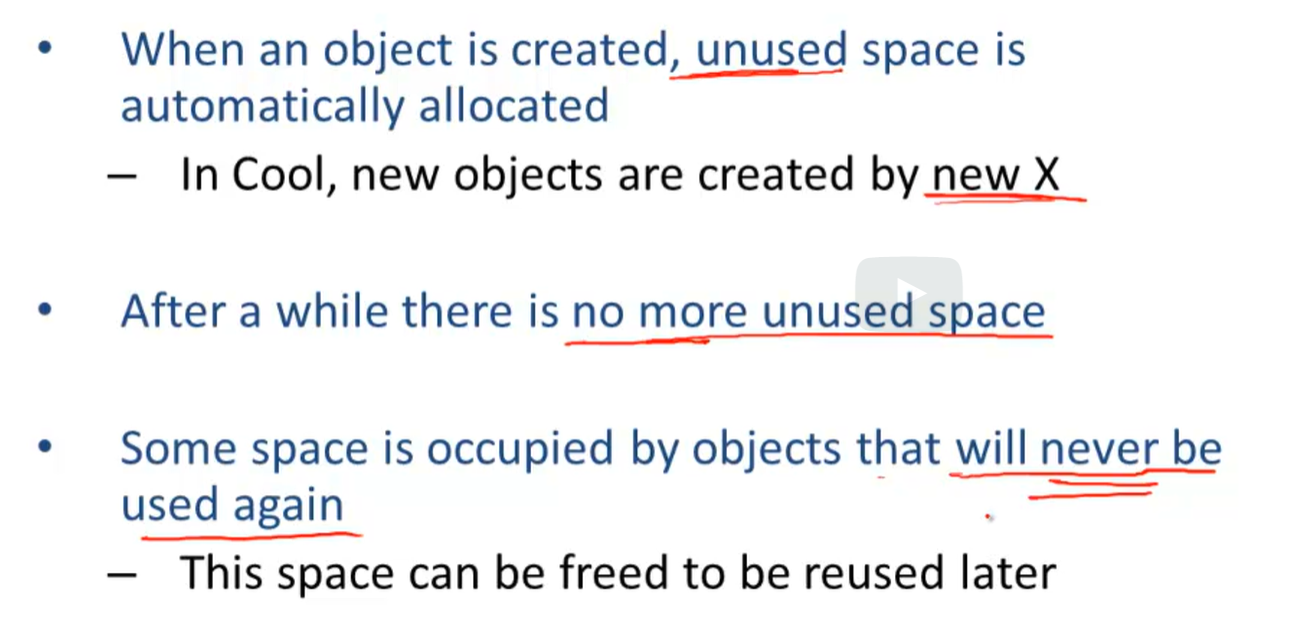 • When an object is created, unused space is
automatically allocated
– In Cool, new objects are created by new X
• After a while there is no more unused space
• Some space is occupied by objects that will never be
used again
– This space can be freed to be reused later